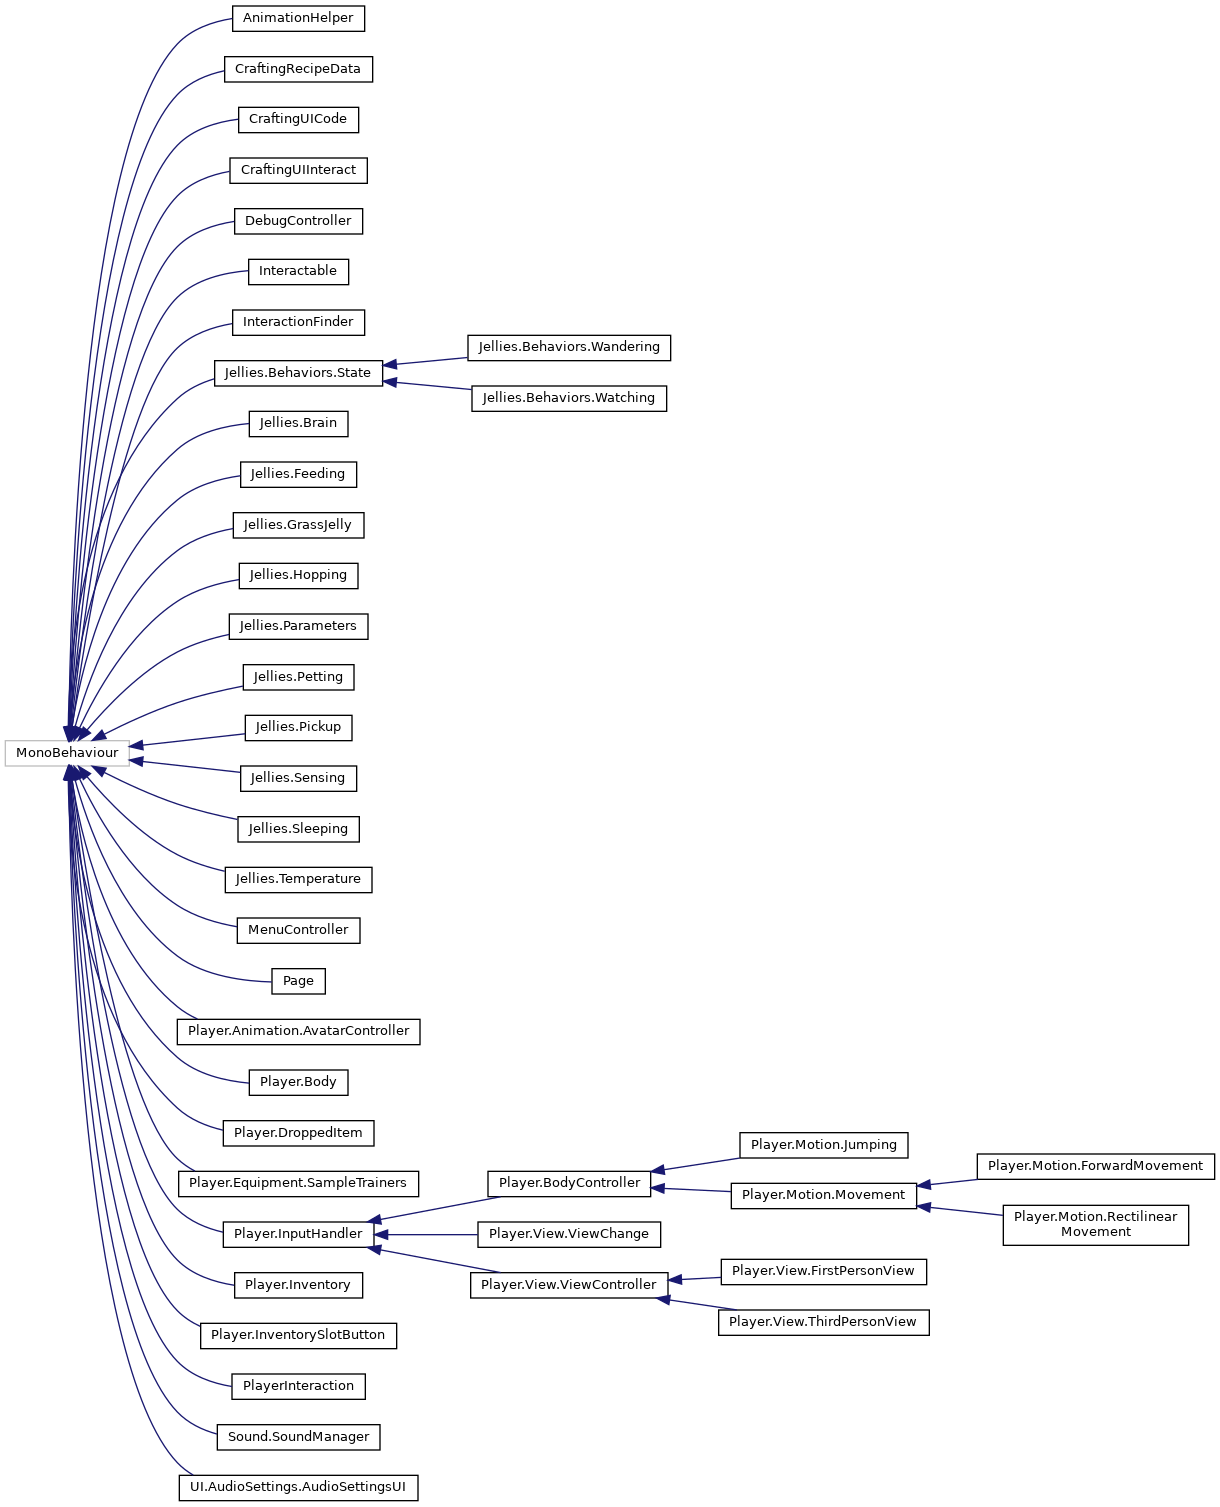 AnimationHelper
CraftingRecipeData
CraftingUICode
CraftingUIInteract
DebugController
Interactable
InteractionFinder
Jellies.Behaviors.State
Jellies.Behaviors.Wandering
Jellies.Behaviors.Watching
Jellies.Brain
Jellies.Feeding
Jellies.GrassJelly
Jellies.Hopping
Jellies.Parameters
Jellies.Petting
Jellies.Pickup
MonoBehaviour
Jellies.Sensing
Jellies.Sleeping
Jellies.Temperature
MenuController
Page
Player.Animation.AvatarController
Player.Body
Player.DroppedItem
Player.Equipment.SampleTrainers
Player.InputHandler
Player.BodyController
Player.Motion.Jumping
Player.Motion.Movement
Player.Motion.ForwardMovement
Player.Motion.Rectilinear
Movement
Player.View.ViewChange
Player.View.ViewController
Player.View.FirstPersonView
Player.View.ThirdPersonView
Player.Inventory
Player.InventorySlotButton
PlayerInteraction
Sound.SoundManager
UI.AudioSettings.AudioSettingsUI